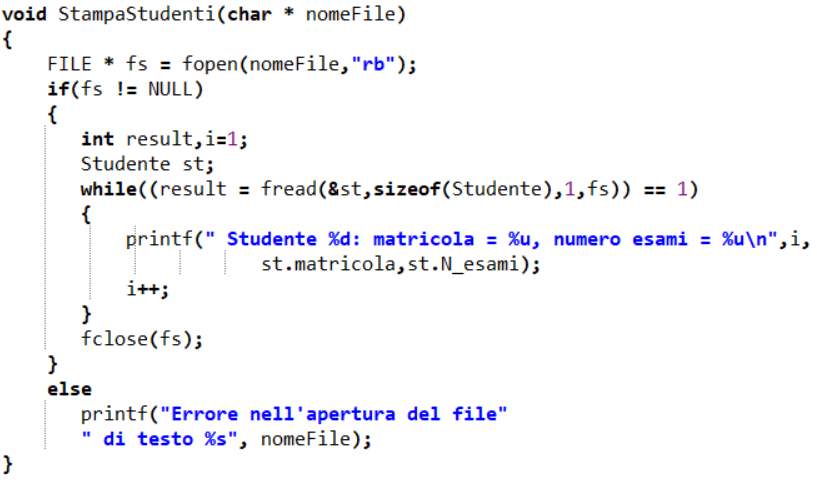 void StampaStudenti(char * nomeFile)
{
    FILE * fs = fopen(nomeFile,"rb");
    if(fs != NULL)
    {
       int result,i=1;
       Studente st;
       while((result = fread(&st,sizeof(Studente),1,fs)) == 1)
       {
           printf(" Studente %d: matricola = %u, numero esami = %u\n",i,
                       st.matricola,st.N_esami);
           i++;
       }
       fclose(fs);
    }
    else
       printf("Errore nell'apertura del file"
       " di testo %s", nomeFile);
}